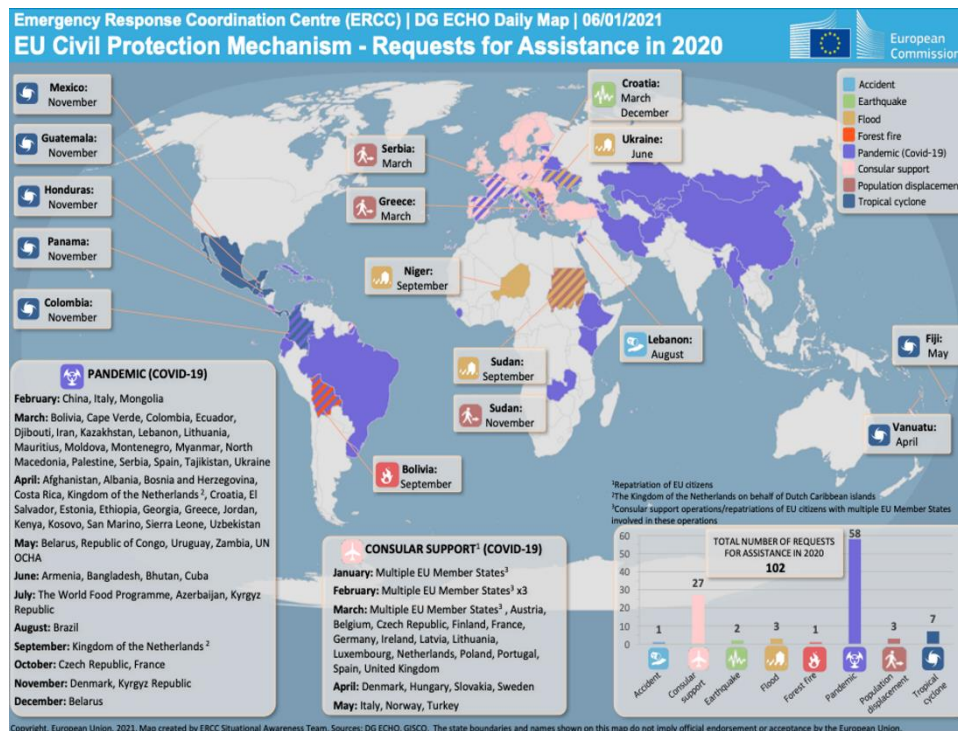 Emergency Response Coordination Centre (ERCC) | DG ECHO Daily Map | 06/01/2021
EU Civil Protection Mechanism - Requests for Assistance in 2020
European
Commission
Mexico:
November
Guatemala:
November
Honduras:
November
Panama:
November
Colombia:
November
Serbia:
March
Greece:
March
Croatia:
March
December
Ukraine:
June
Accident
Earthquake
Flood
Forest fire
Pandemic (Covid-19)
Consular support
Population displacement
Tropical cyclone
Niger:
September
Sudan:
September
Sudan:
November
Lebanon:
August
Fiji:
May
Vanuatu:
April
Bolivia:
September
PANDEMIC (COVID-19)
February: China, Italy, Mongolia
March: Bolivia, Cape Verde, Colombia, Ecuador,
Djibouti, Iran, Kazakhstan, Lebanon, Lithuania,
Mauritius, Moldova, Montenegro, Myanmar, North
Macedonia, Palestine, Serbia, Spain, Tajikistan, Ukraine
April: Afghanistan, Albania, Bosnia and Herzegovina,
Costa Rica, Kingdom of the Netherlands ², Croatia, El
Salvador, Estonia, Ethiopia, Georgia, Greece, Jordan,
Kenya, Kosovo, San Marino, Sierra Leone, Uzbekistan
May: Belarus, Republic of Congo, Uruguay, Zambia, UN
OCHA
June: Armenia, Bangladesh, Bhutan, Cuba
July: The World Food Programme, Azerbaijan, Kyrgyz
Republic
August: Brazil
September: Kingdom of the Netherlands ²
October: Czech Republic, France
November: Denmark, Kyrgyz Republic
December: Belarus
CONSULAR SUPPORT¹ (COVID-19)
January: Multiple EU Member States³
February: Multiple EU Member States³ x3
March: Multiple EU Member States³ , Austria,
Belgium, Czech Republic, Finland, France,
Germany, Ireland, Latvia, Lithuania,
Luxembourg, Netherlands, Poland, Portugal,
Spain, United Kingdom
April: Denmark, Hungary, Slovakia, Sweden
May: Italy, Norway, Turkey
¹Repatriation of EU citizens
²The Kingdom of the Netherlands on behalf of Dutch Caribbean islands
³Consular support operations/repatriations of EU citizens with multiple EU Member States
involved in these operations
TOTAL NUMBER OF REQUESTS
FOR ASSISTANCE IN 2020
102
60
50
40
30
20
10
0
1
27
2
3
1
58
3
7
Accident
Consular
support
Earthquake
Flood
Forest fire
Pandemic
Population
displacement
Tropical
cyclone
Copyright, European Union, 2021. Map created by ERCC Situational Awareness Team. Sources: DG ECHO, GISCO. The state boundaries and names shown on this map do not imply official endorsement or acceptance by the European Union.